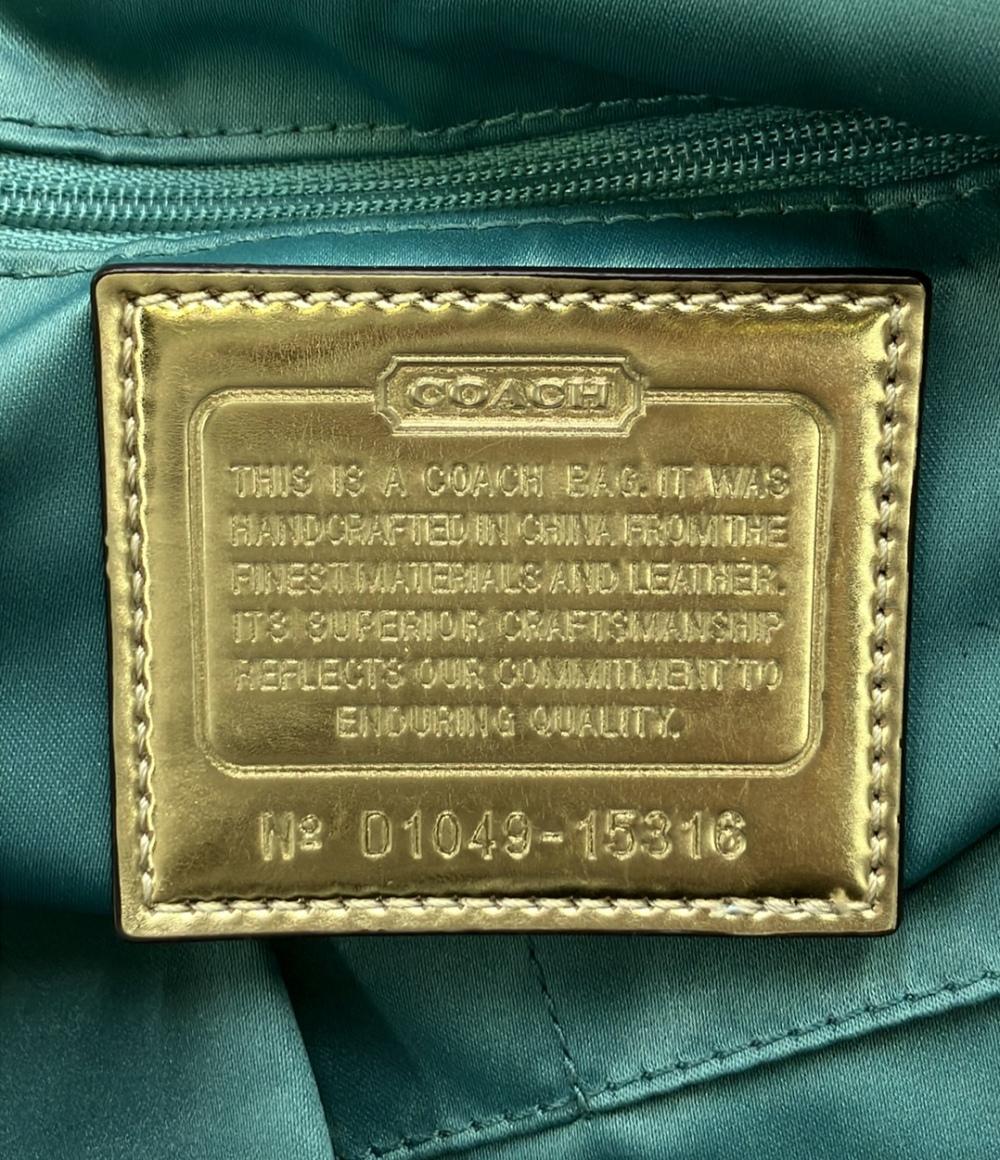 COACH
THIS IS A COACH BAG. IT WAS
HANDCRAFTED IN CHINA FROM THE
FINEST MATERIALS AND LEATHER.
ITS SUPERIOR CRAFTSMANSHIP
REFLECTS OUR COMMITMENT TO
ENDURING QUALITY.
Nº D1049-15316